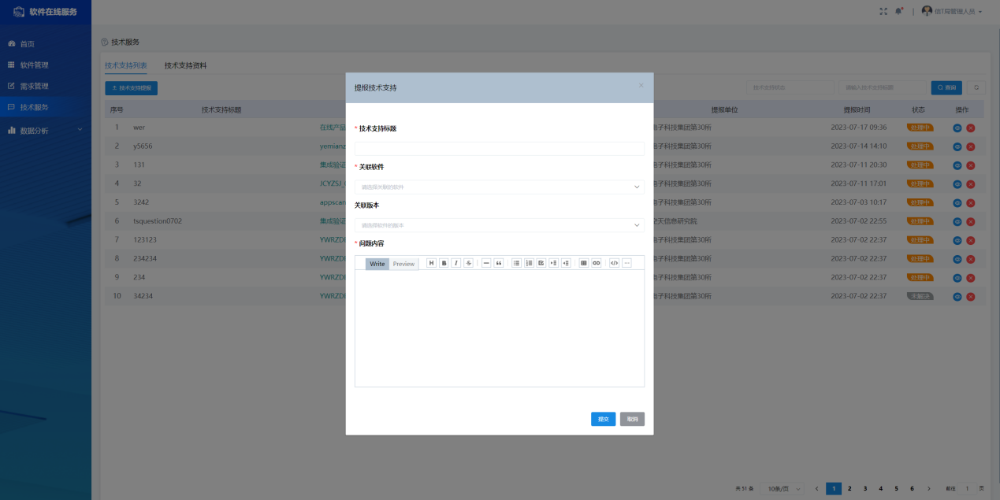 软件在线服务
信IT局管理人员
首页
软件管理
需求管理
技术服务
数据分析
技术服务
技术支持列表 技术支持资料
技术支持提报
技术支持状态 请输入技术支持标题 查询
序号 技术支持标题 提报单位 提报时间 状态 操作
1 wer 在线产品 电子科技集团第30所 2023-07-17 09:36 处理中
2 y5656 yemianz 电子科技集团第30所 2023-07-14 14:10 处理中
3 131 集成验证 电子科技集团第30所 2023-07-11 20:30 处理中
4 32 JCYZSJ_ 电子科技集团第30所 2023-07-11 17:01 处理中
5 3242 appscan 电子科技集团第30所 2023-07-03 10:17 处理中
6 tsquestion0702 集成验证 天信息研究院 2023-07-02 22:55 处理中
7 123123 YWRZD 电子科技集团第30所 2023-07-02 22:37 处理中
8 234234 YWRZD 电子科技集团第30所 2023-07-02 22:37 处理中
9 234 YWRZD 电子科技集团第30所 2023-07-02 22:37 处理中
10 34234 YWRZD 电子科技集团第30所 2023-07-02 22:37 未解决
提报技术支持
* 技术支持标题
* 关联软件
请选择关联的软件
关联版本
请选择软件的版本
* 问题内容
Write Preview H B I S
提交 取消
共 51 条 10条/页 1 2 3 4 5 6 前往 1 页